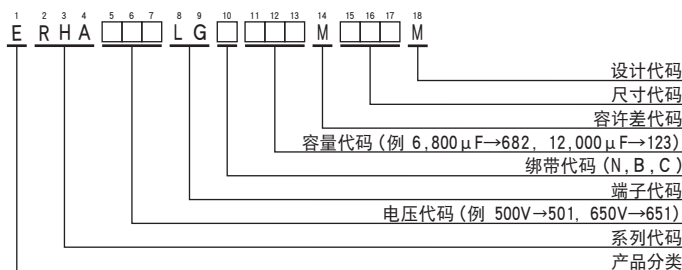 1 2 3 4 5 6 7 8 9 10 11 12 13 14 15 16 17 18
E RHA □□□ LG □ □□□ M □□□ M
设计代码
尺寸代码
容许差代码
容量代码(例 6,800μF→682, 12,000μF→123)
绑带代码(N,B,C)
端子代码
电压代码(例 500V→501, 650V→651)
系列代码
产品分类